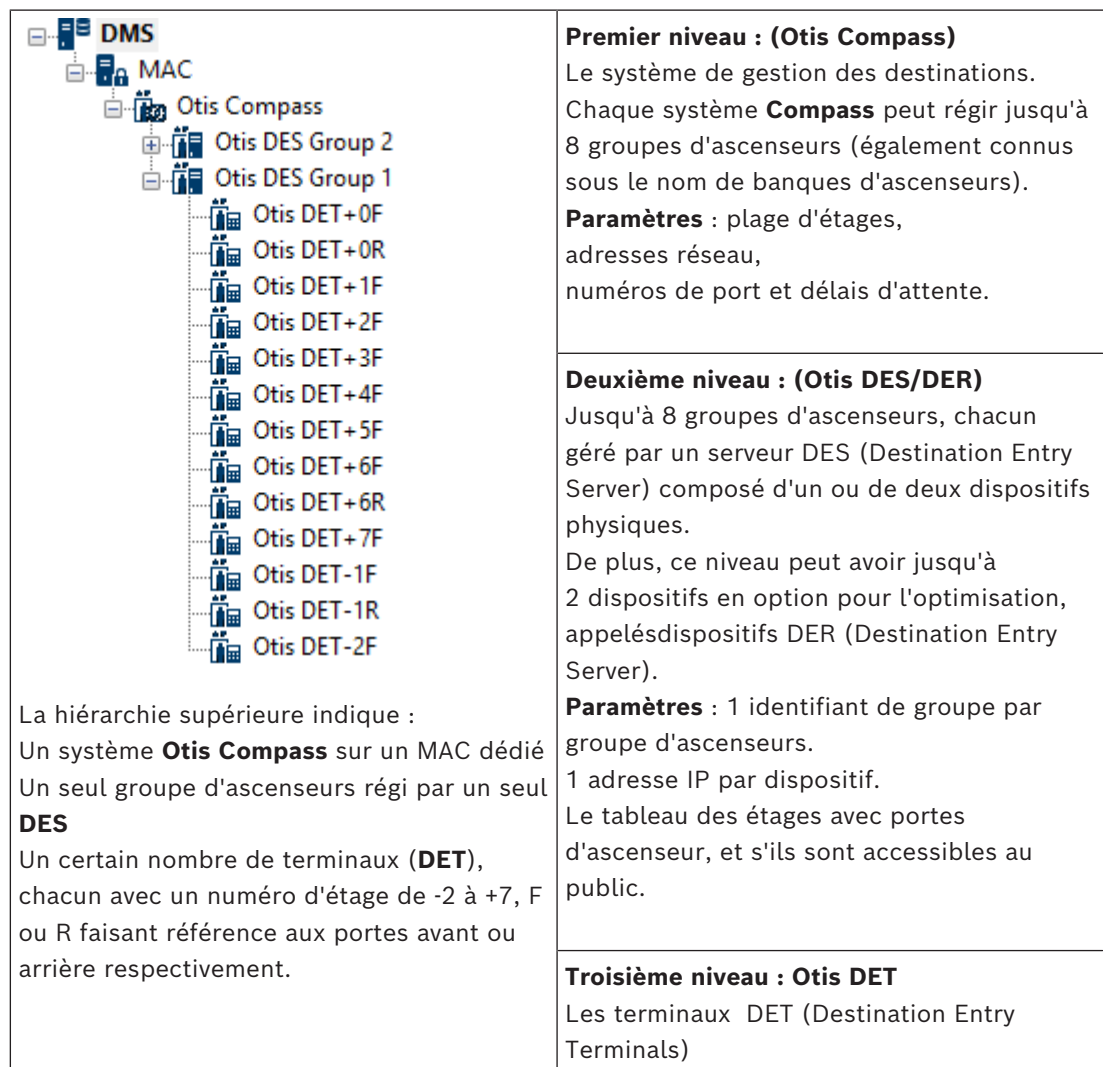 DMS
MAC
Otis Compass
Otis DES Group 2
Otis DES Group 1
Otis DET+0F
Otis DET+0R
Otis DET+1F
Otis DET+2F
Otis DET+3F
Otis DET+4F
Otis DET+5F
Otis DET+6F
Otis DET+6R
Otis DET+7F
Otis DET-1F
Otis DET-1R
Otis DET-2F
La hiérarchie supérieure indique :
Un système Otis Compass sur un MAC dédié
Un seul groupe d'ascenseurs régi par un seul
DES
Un certain nombre de terminaux (DET),
chacun avec un numéro d'étage de -2 à +7, F
ou R faisant référence aux portes avant ou
arrière respectivement.
Premier niveau : (Otis Compass)
Le système de gestion des destinations.
Chaque système Compass peut régir jusqu'à
8 groupes d'ascenseurs (également connus
sous le nom de banques d'ascenseurs).
Paramètres : plage d'étages,
adresses réseau,
numéros de port et délais d'attente.
Deuxième niveau : (Otis DES/DER)
Jusqu'à 8 groupes d'ascenseurs, chacun
géré par un serveur DES (Destination Entry
Server) composé d'un ou de deux dispositifs
physiques.
De plus, ce niveau peut avoir jusqu'à
2 dispositifs en option pour l'optimisation,
appelésdispositifs DER (Destination Entry
Server).
Paramètres : 1 identifiant de groupe par
groupe d'ascenseurs.
1 adresse IP par dispositif.
Le tableau des étages avec portes
d'ascenseur, et s'ils sont accessibles au
public.
Troisième niveau : Otis DET
Les terminaux  DET (Destination Entry
Terminals)